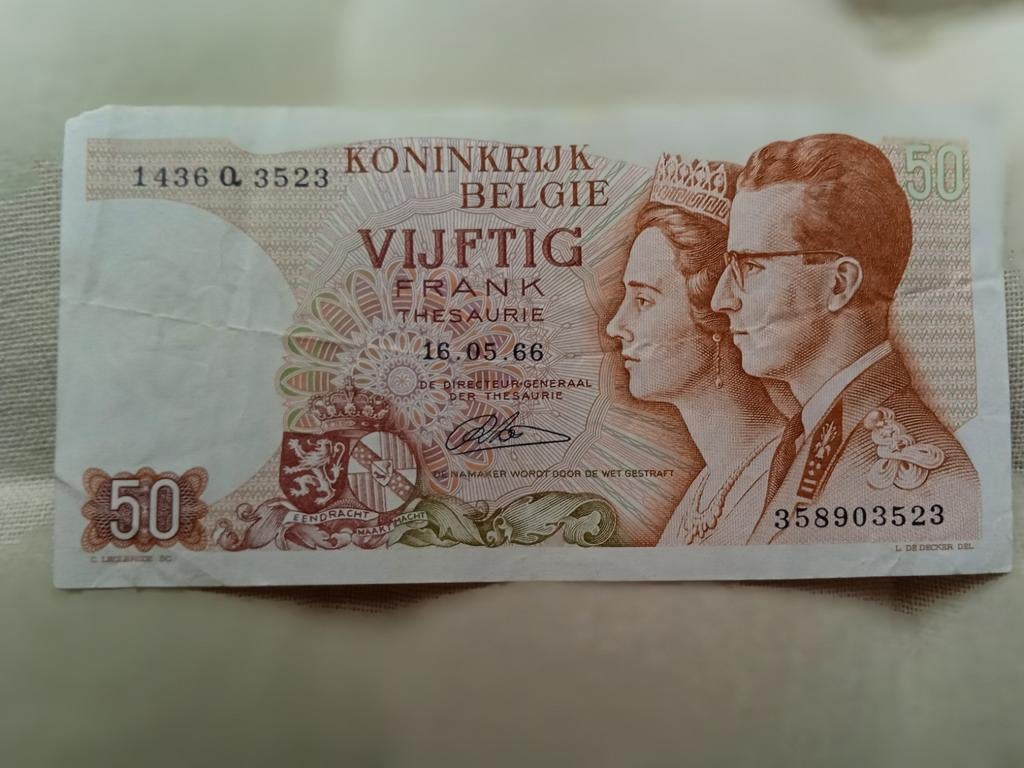 1436 Q 3523
KONINKRIJK
BELGIE
50
VIJFTIG
FRANK
THESAURIE
16.05.66
DE DIRECTEUR-GENERAAL
DER THESAURIE
DE NAMAKER WORDT DOOR DE WET GESTRAFT
50
EENDRACHT
MAAKT MACHT
358903523
L. DE DECKER DEL.